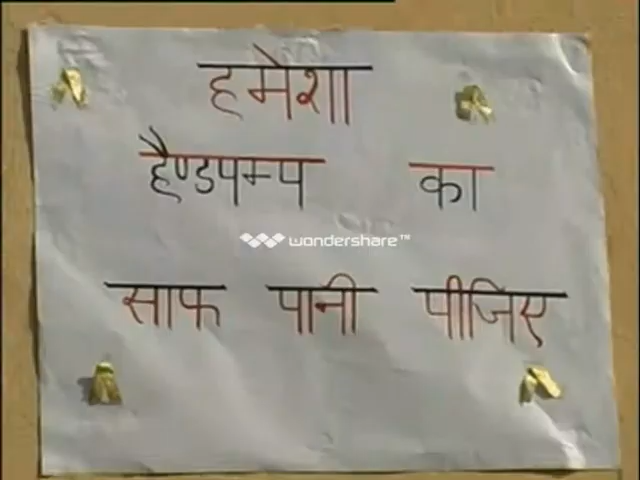 हमेशा
हैण्डपम्प का
wondershare™
साफ पानी पीजिए